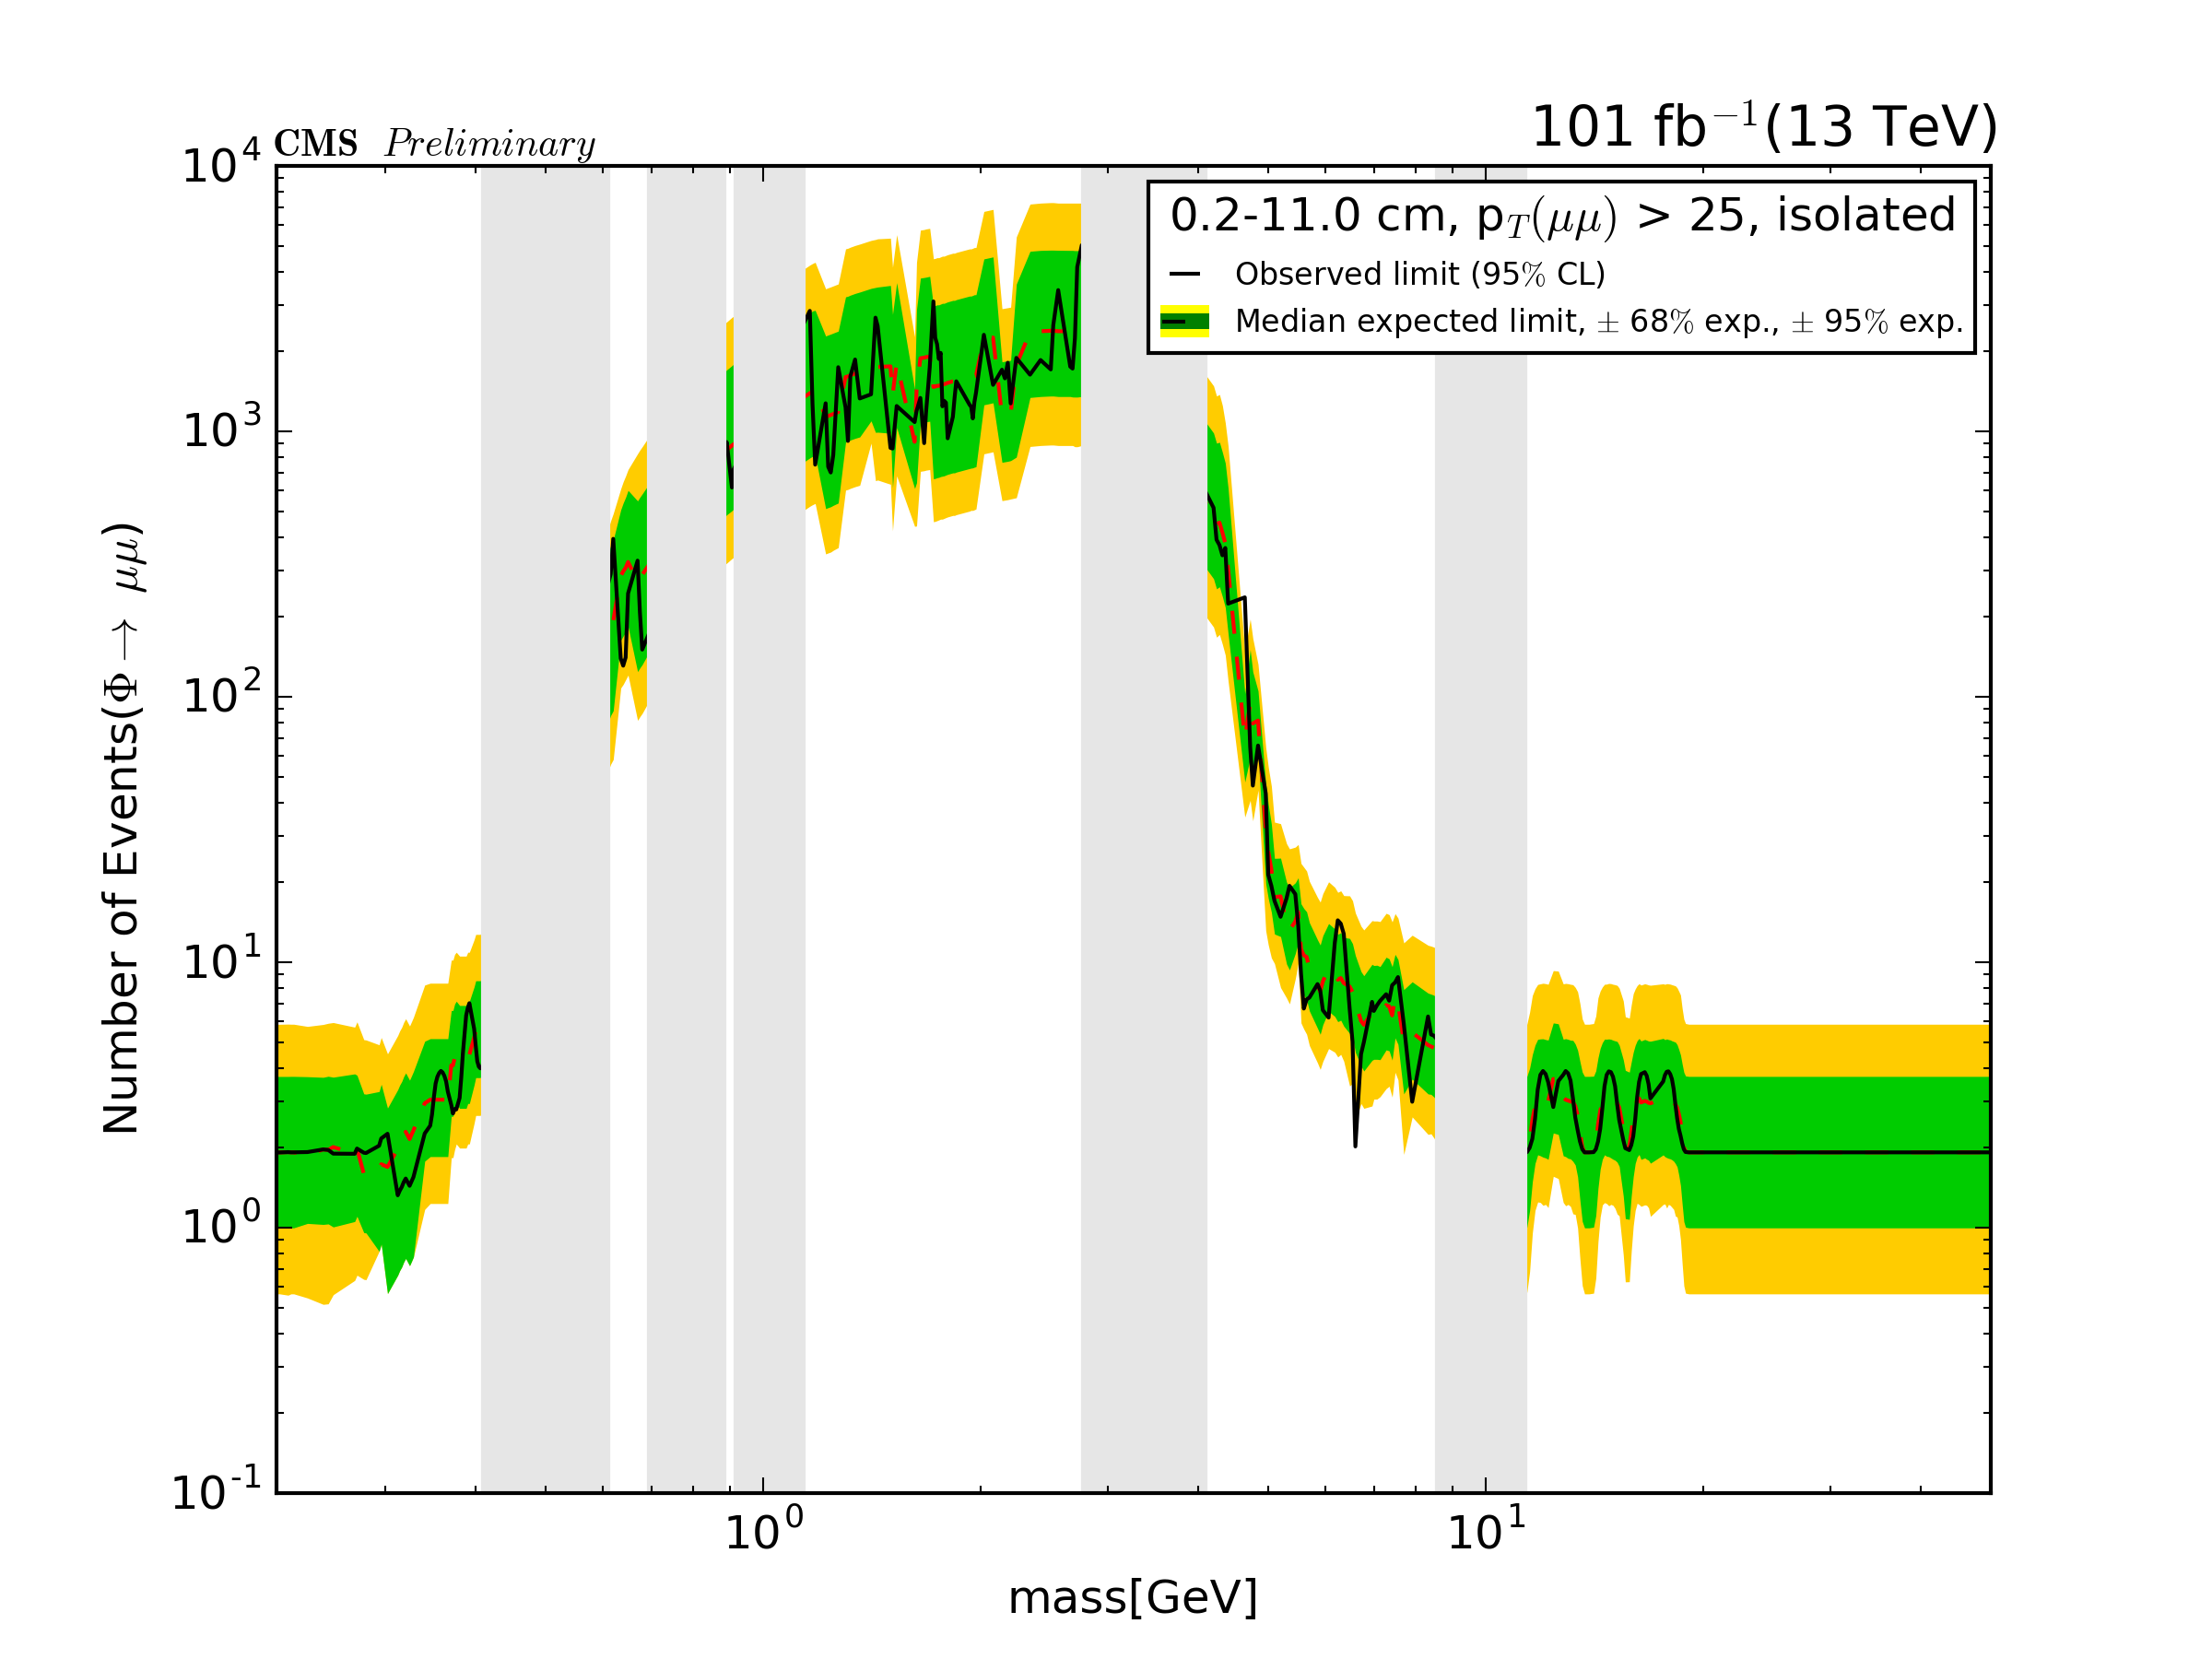 CMS Preliminary
101 fb⁻¹(13 TeV)
0.2-11.0 cm, p_T(μμ) > 25, isolated
Observed limit (95% CL)
Median expected limit, ± 68% exp., ± 95% exp.
Number of Events(Φ → μμ)
10⁴
10³
10²
10¹
10⁰
10⁻¹
10⁰ 10¹
mass[GeV]